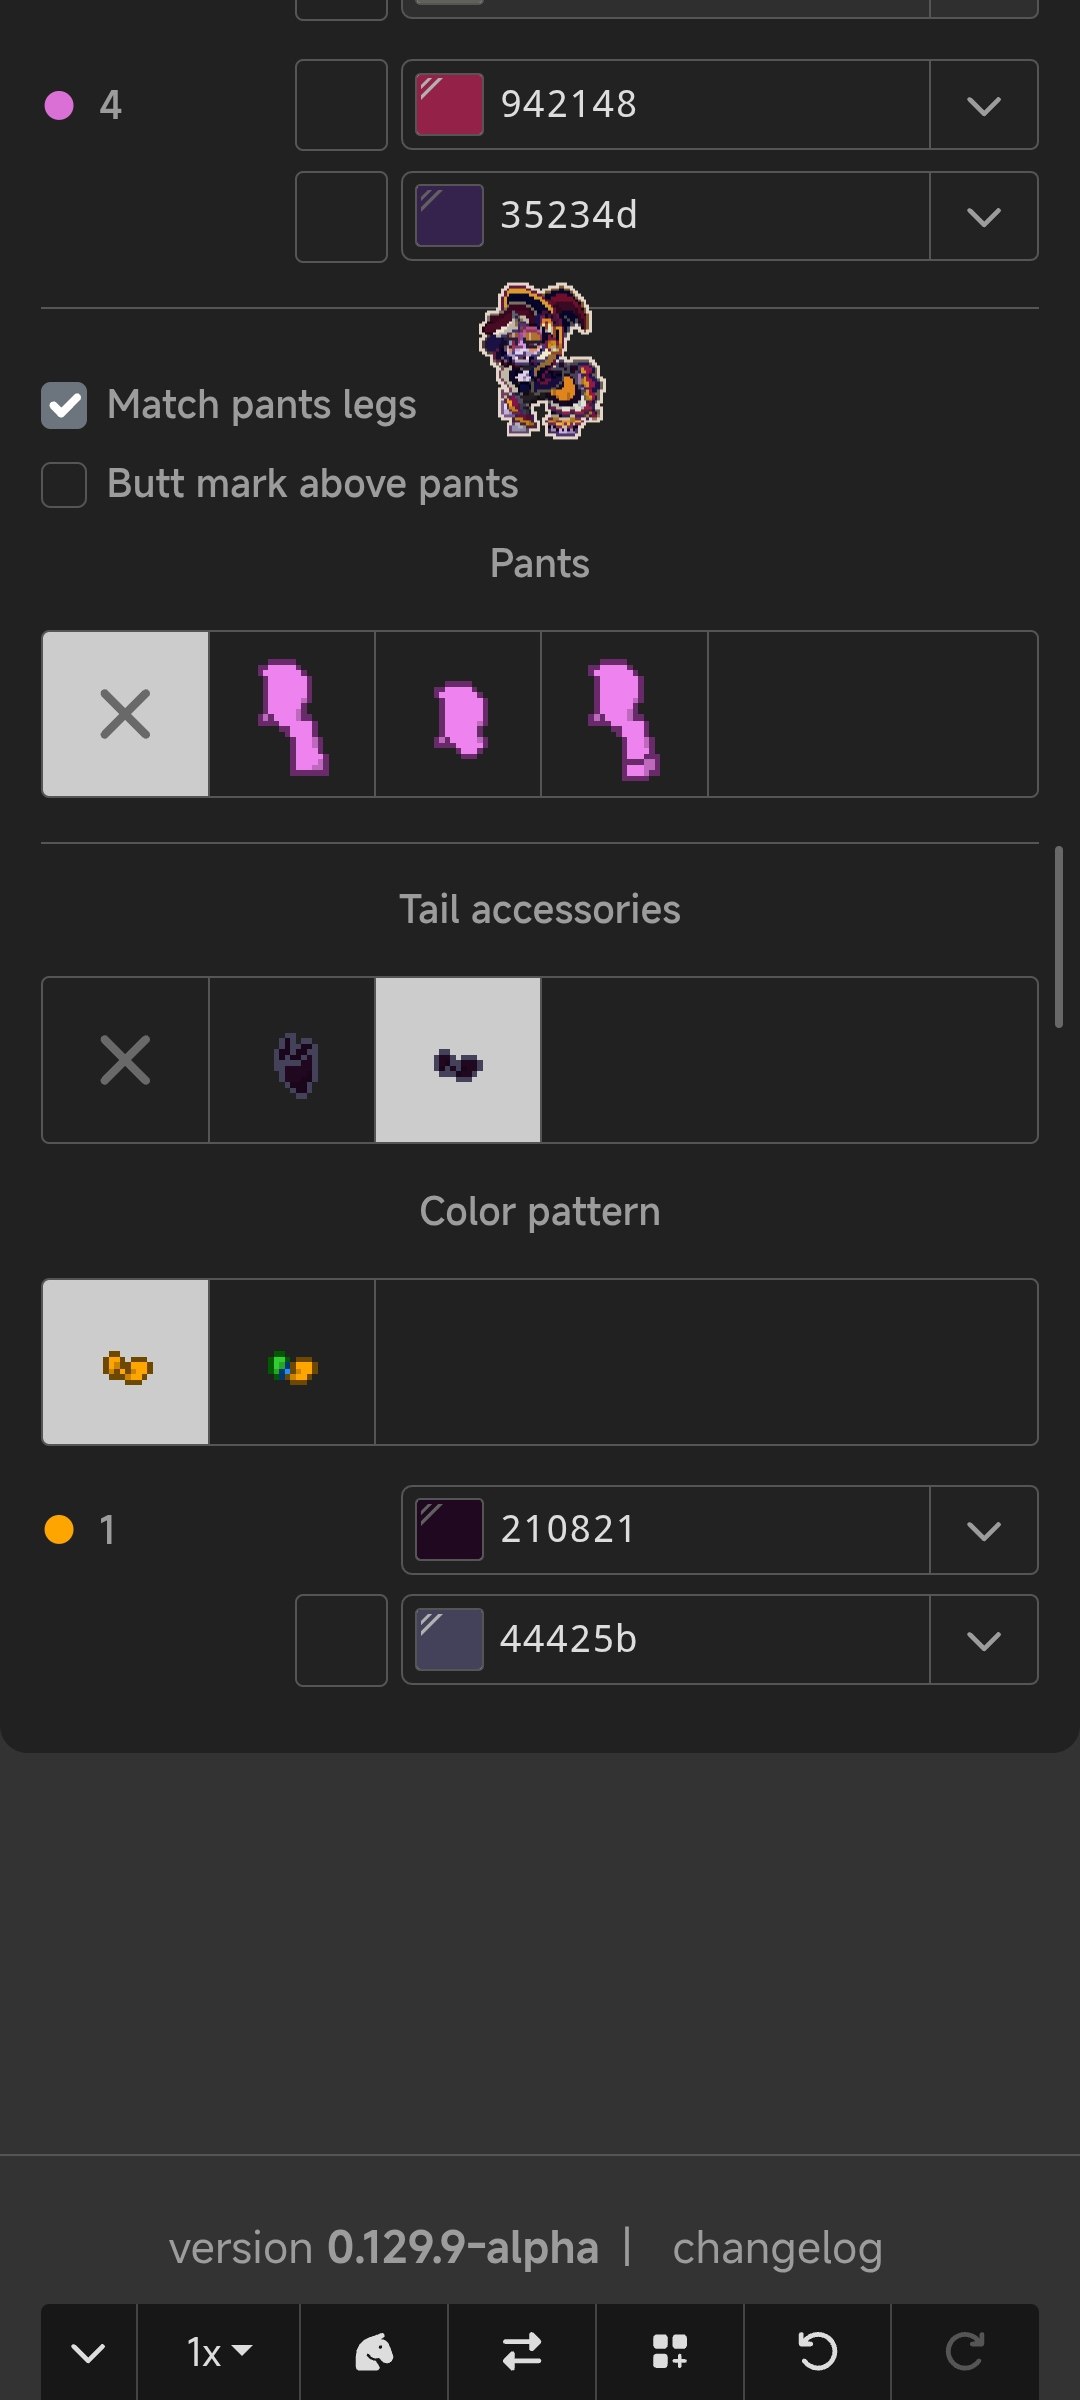 4
942148
35234d
Match pants legs
Butt mark above pants
Pants
Tail accessories
Color pattern
1
210821
44425b
version 0.129.9-alpha | changelog
1x